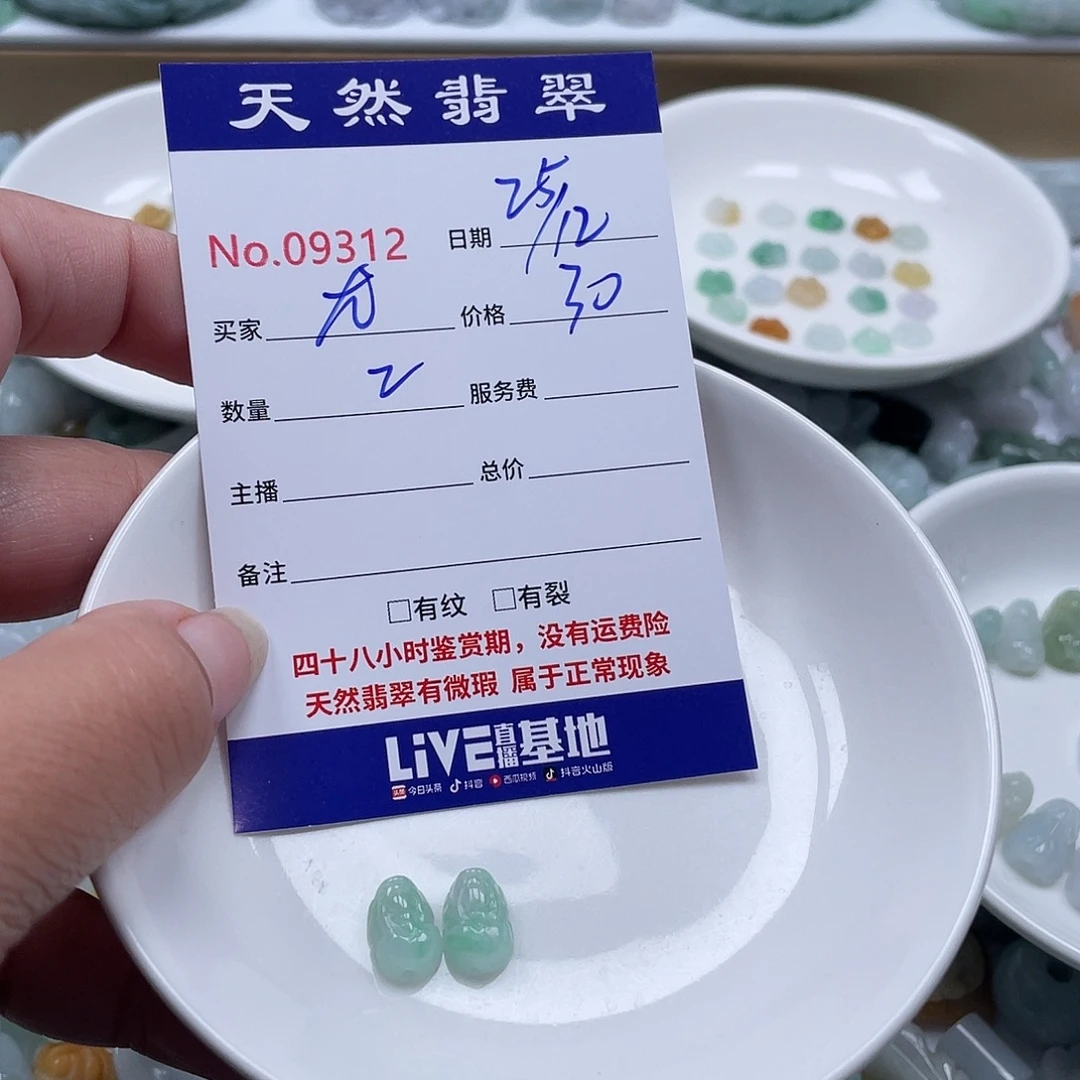 天然翡翠
No.09312 日期 25/12
买家 价格 30
数量 2 服务费
主播 总价
备注
□有纹 □有裂
四十八小时鉴赏期，没有运费险
天然翡翠有微瑕 属于正常现象
LiVE直播基地
头条 今日头条 抖音 西瓜视频 抖音火山版